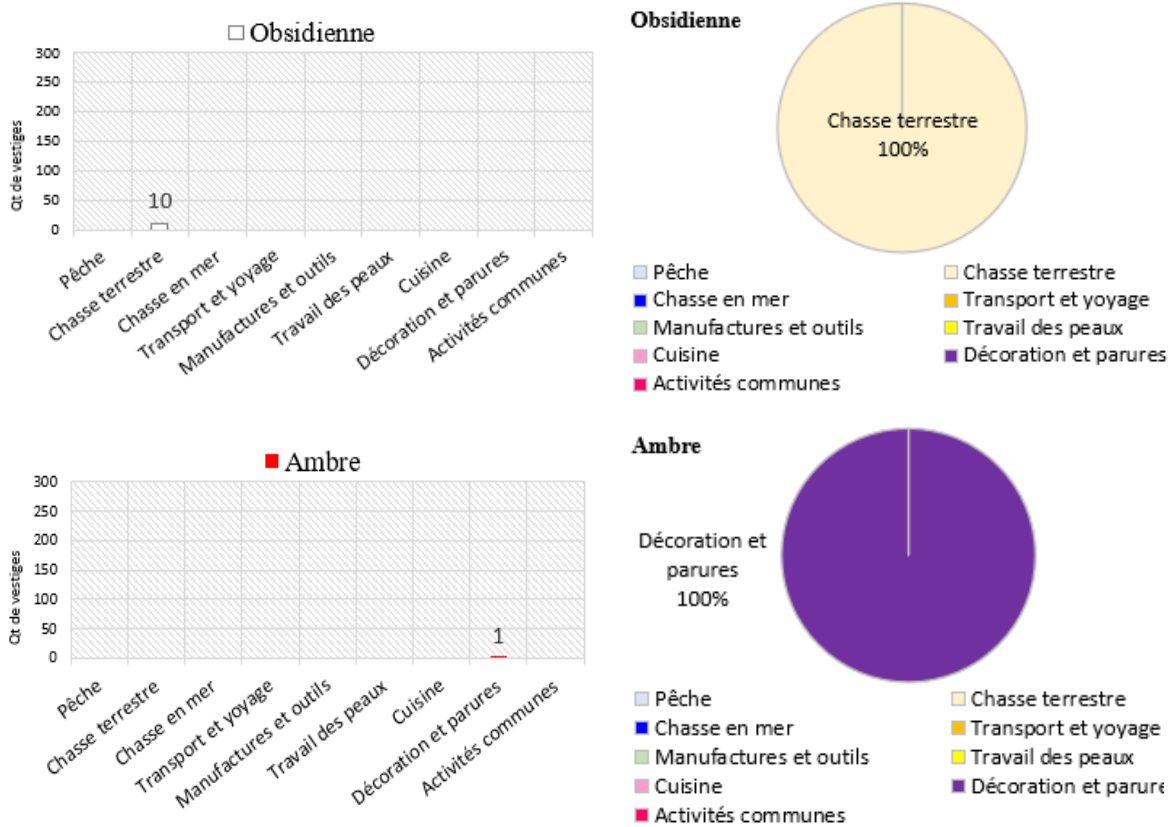 Obsidienne
300
250
200
150
100
50
0
Qt de vestiges
10
Pêche
Chasse terrestre
Chasse en mer
Transport et yoyage
Manufactures et outils
Travail des peaux
Cuisine
Décoration et parures
Activités communes
Obsidienne
Chasse terrestre
100%
Pêche
Chasse terrestre
Chasse en mer
Transport et yoyage
Manufactures et outils
Travail des peaux
Cuisine
Décoration et parures
Activités communes
Ambre
300
250
200
150
100
50
0
Qt de vestiges
1
Pêche
Chasse terrestre
Chasse en mer
Transport et yoyage
Manufactures et outils
Travail des peaux
Cuisine
Décoration et parures
Activités communes
Ambre
Décoration et
parures
100%
Pêche
Chasse terrestre
Chasse en mer
Transport et yoyage
Manufactures et outils
Travail des peaux
Cuisine
Décoration et parure
Activités communes